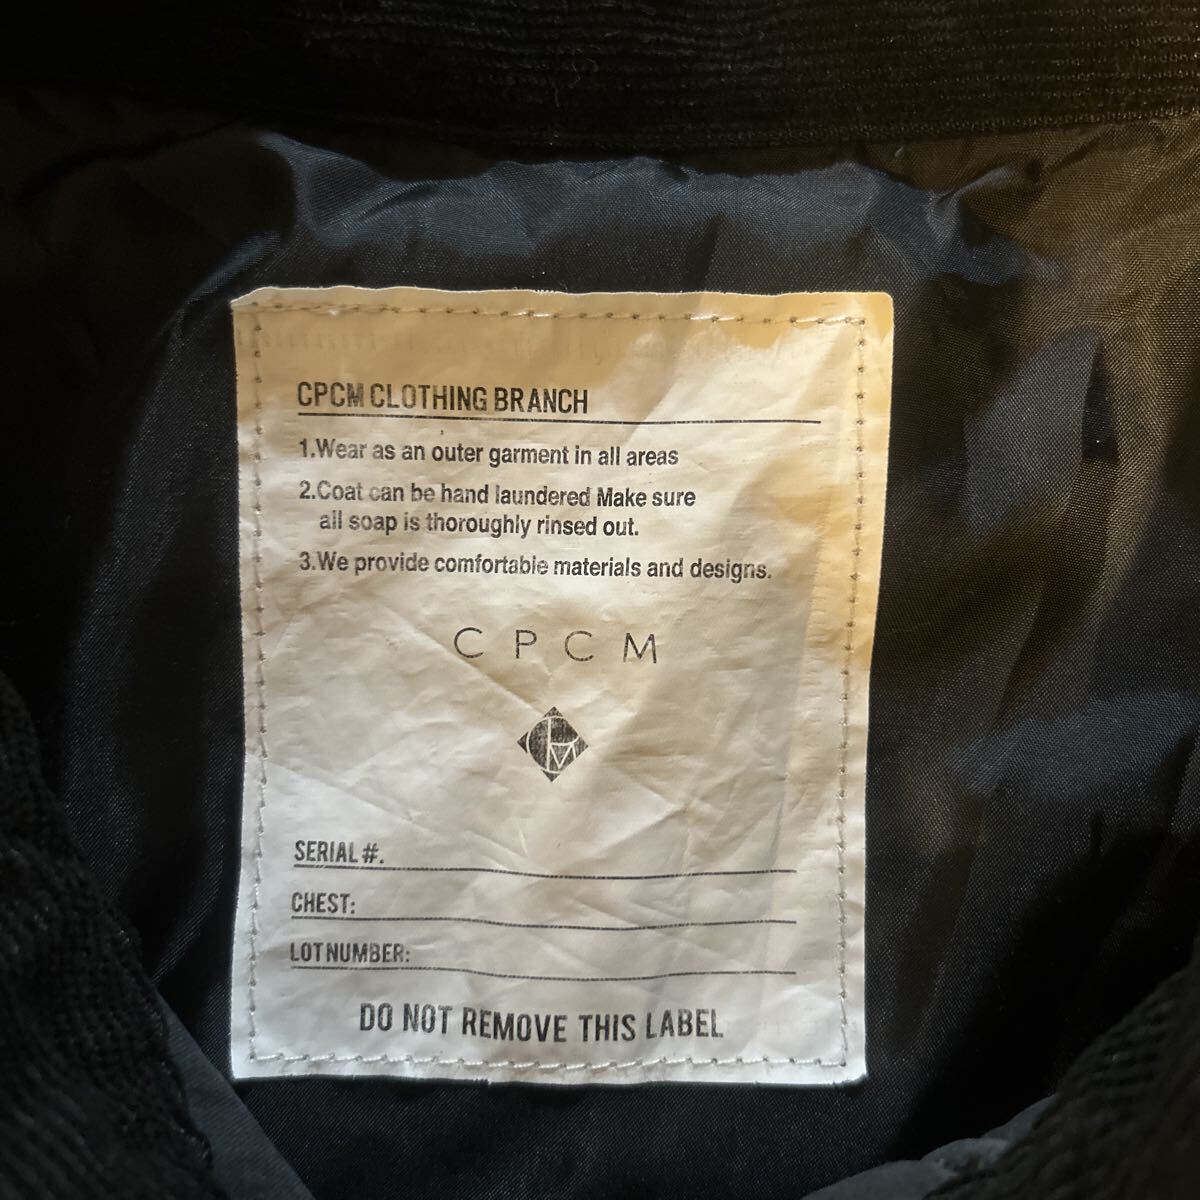 CPCM CLOTHING BRANCH
1.Wear as an outer garment in all areas
2.Coat can be hand laundered Make sure
all soap is thoroughly rinsed out.
3.We provide comfortable materials and designs.
C P C M
SERIAL #.
CHEST:
LOT NUMBER:
DO NOT REMOVE THIS LABEL